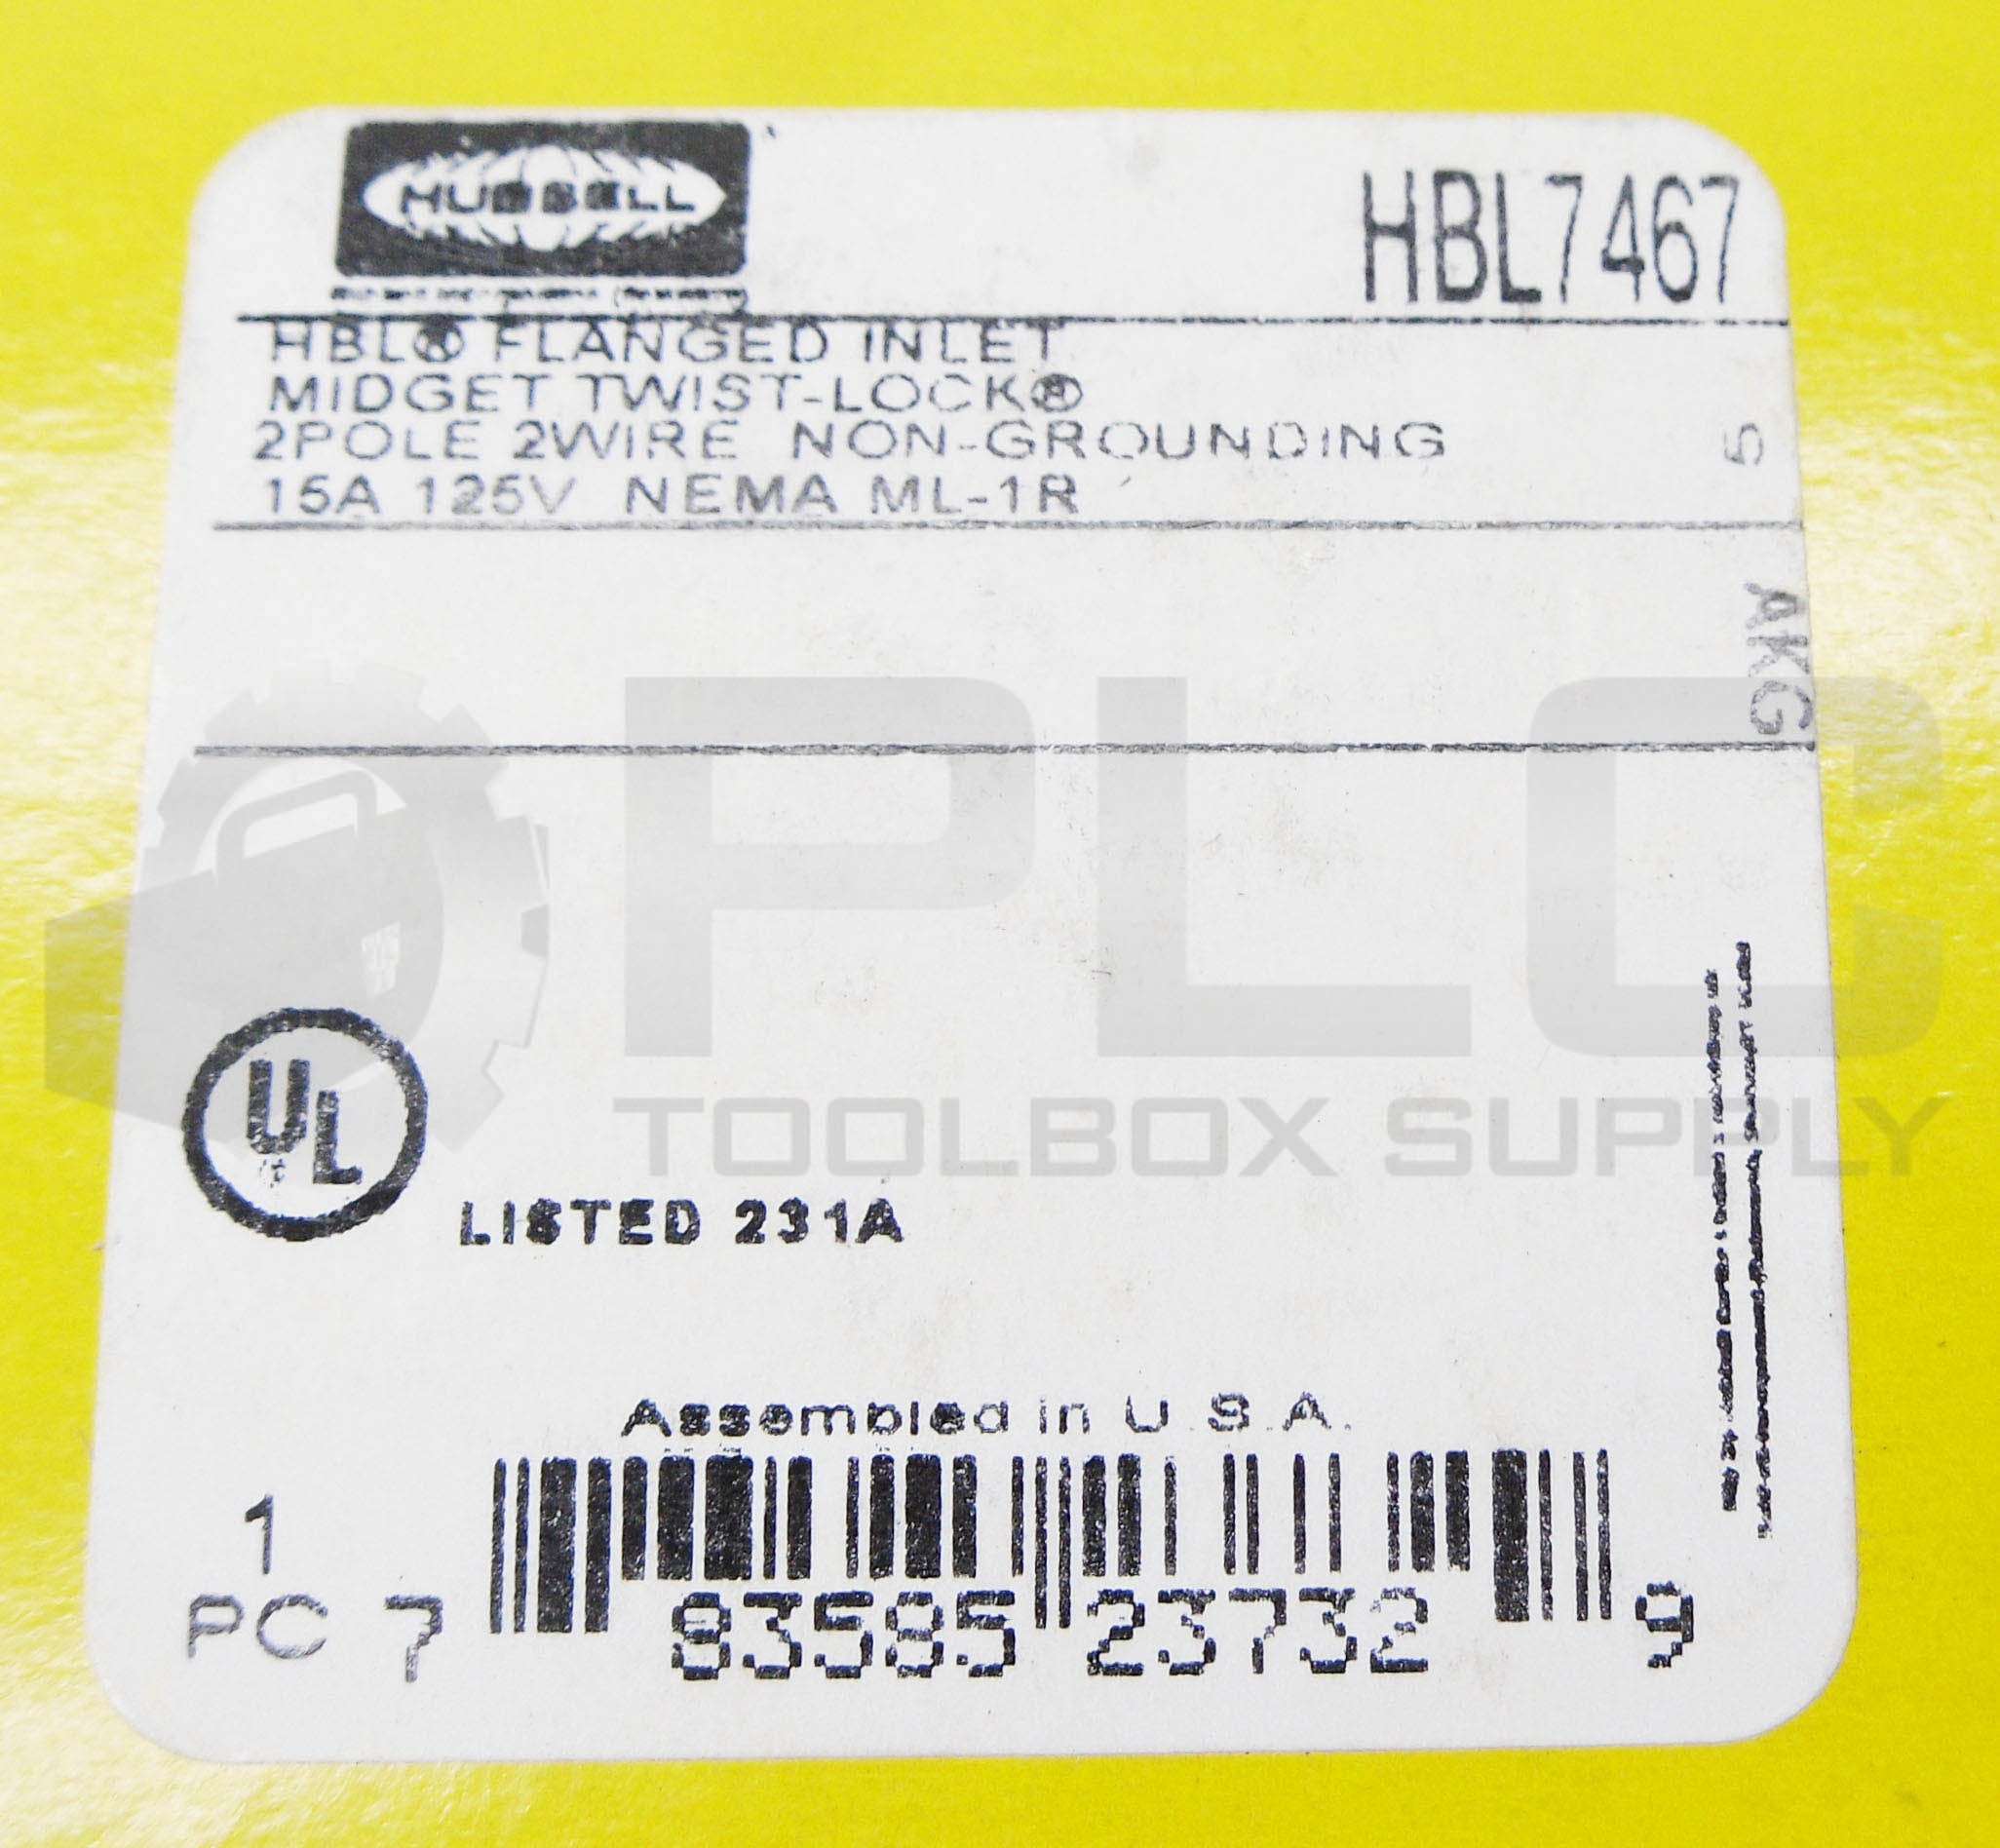 HUBBELL
HBL7467
HBL® FLANGED INLET
MIDGET TWIST-LOCK®
2POLE 2WIRE NON-GROUNDING
15A 125V NEMA ML-1R
5
AKG
PLC
TOOLBOX SUPPLY
UL
LISTED 231A
Assembled in U.S.A.
1
PC
7 83585 23732 9